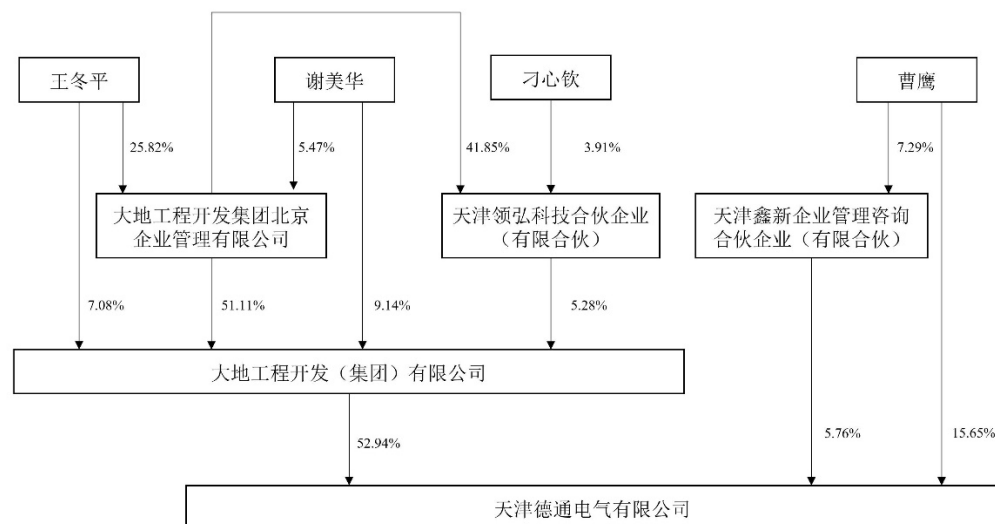 王冬平
谢美华
刁心钦
曹鹰
25.82%
5.47%
41.85%
3.91%
7.29%
大地工程开发集团北京
企业管理有限公司
天津领弘科技合伙企业
（有限合伙）
天津鑫新企业管理咨询
合伙企业（有限合伙）
7.08%
51.11%
9.14%
5.28%
大地工程开发（集团）有限公司
52.94%
5.76%
15.65%
天津德通电气有限公司